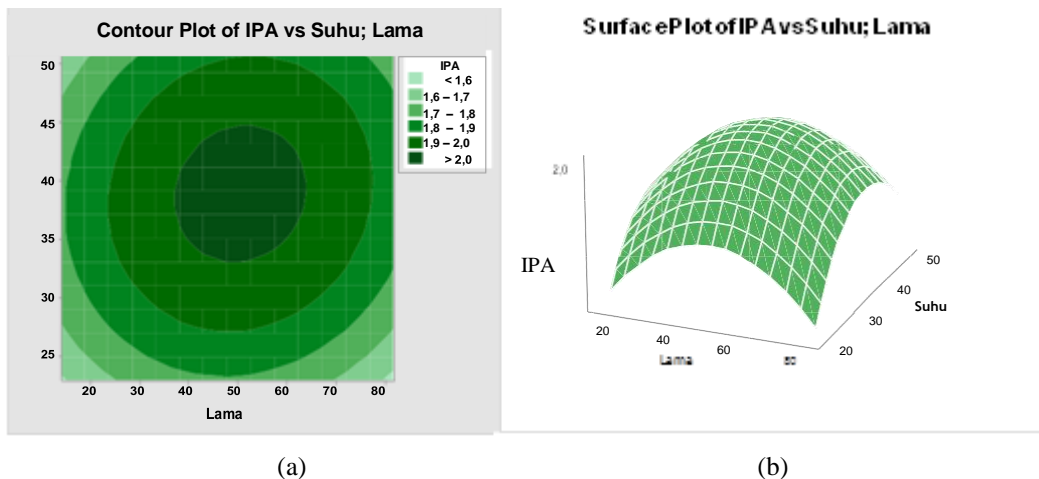 Contour Plot of IPA vs Suhu; Lama
50
45
40
35
30
25
20 30 40 50 60 70 80
Lama
IPA
< 1,6
1,6 – 1,7
1,7 – 1,8
1,8 – 1,9
1,9 – 2,0
> 2,0
(a)
Surface Plot of IPA vs Suhu; Lama
2,0
IPA
20
40
60
80
Lama
20
30
40
50
Suhu
(b)